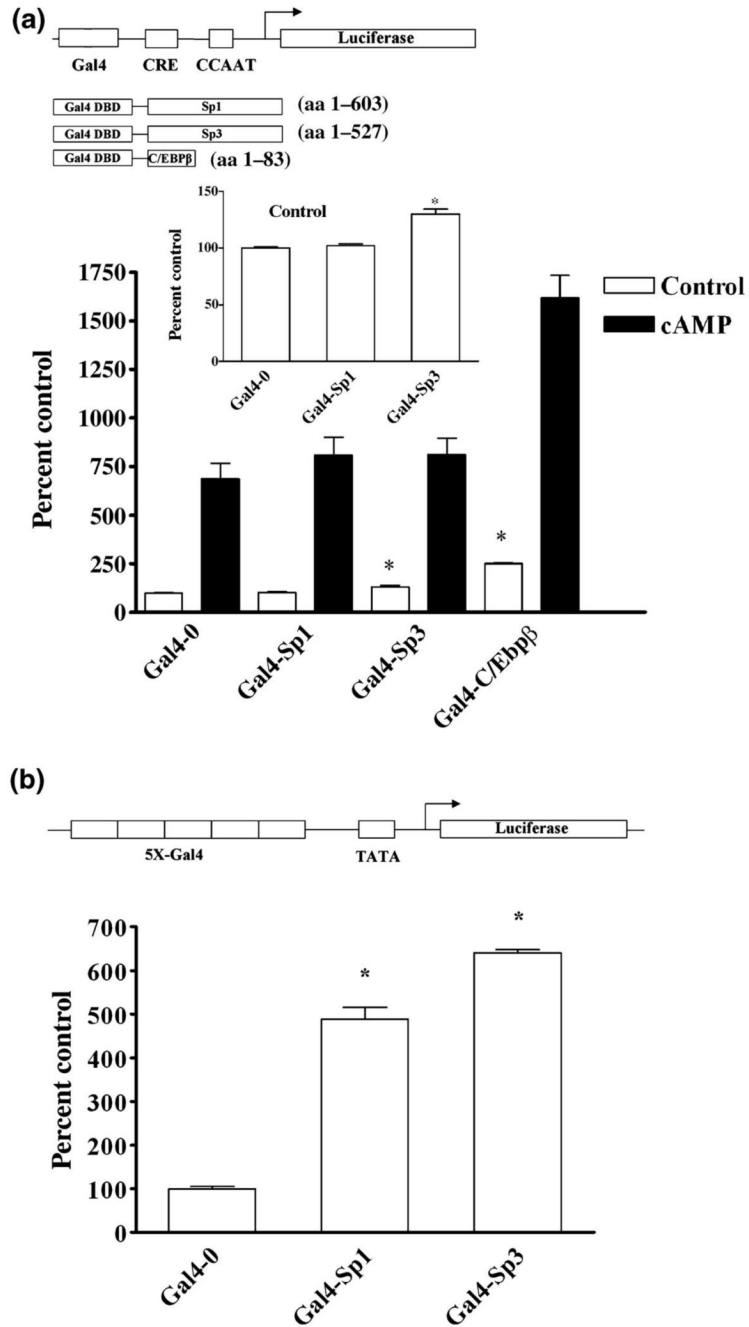 (a)
Luciferase
Gal4 CRE CCAAT
Gal4 DBD Sp1 (aa 1–603)
Gal4 DBD Sp3 (aa 1–527)
Gal4 DBD C/EBPβ (aa 1–83)
150
100
50
0
Percent control
Control
*
Gal4-0
Gal4-Sp1
Gal4-Sp3
1750
1500
1250
1000
750
500
250
0
Percent control
Control
cAMP
*
*
Gal4-0
Gal4-Sp1
Gal4-Sp3
Gal4-C/Ebpβ
(b)
Luciferase
5X-Gal4 TATA
700
600
500
400
300
200
100
0
Percent control
*
*
Gal4-0
Gal4-Sp1
Gal4-Sp3